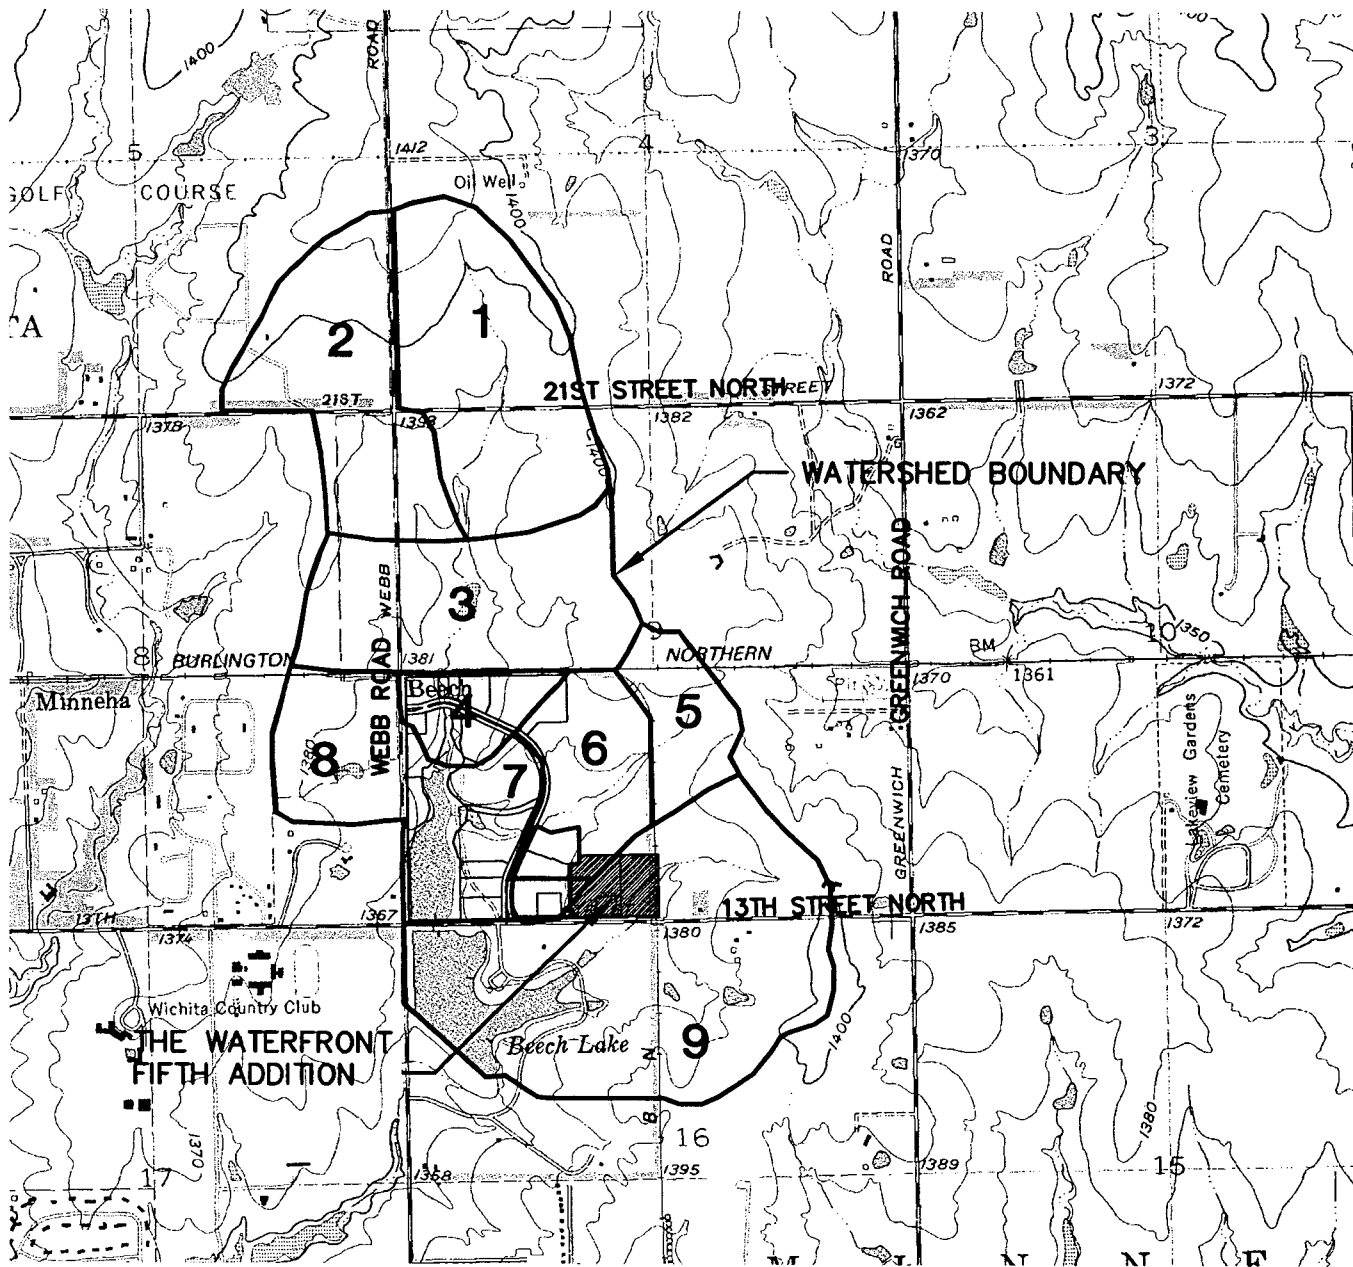 1400
ROAD
5
1412
4
3
1370
Oil Well
1400
GOLF COURSE
ROAD
1
2
21ST STREET NORTH
STREET
1372
21ST
1378
1398
1382
1362
1400
WATERSHED BOUNDARY
GREENWICH ROAD
WEBB
3
9
10
1350
8
BURLINGTON
1381
NORTHERN
BM
1370
1361
WEBB ROAD
Minneha
Beech
4
5
6
7
8
1380
Lakeview Gardens
Cemetery
GREENWICH
13TH
1367
13TH STREET NORTH
1374
1380
1385
1372
Wichita Country Club
THE WATERFRONT
FIFTH ADDITION
Beech Lake
9
1400
N
B
16
1380
1370
17
1368
1395
1389
15
M I N N E